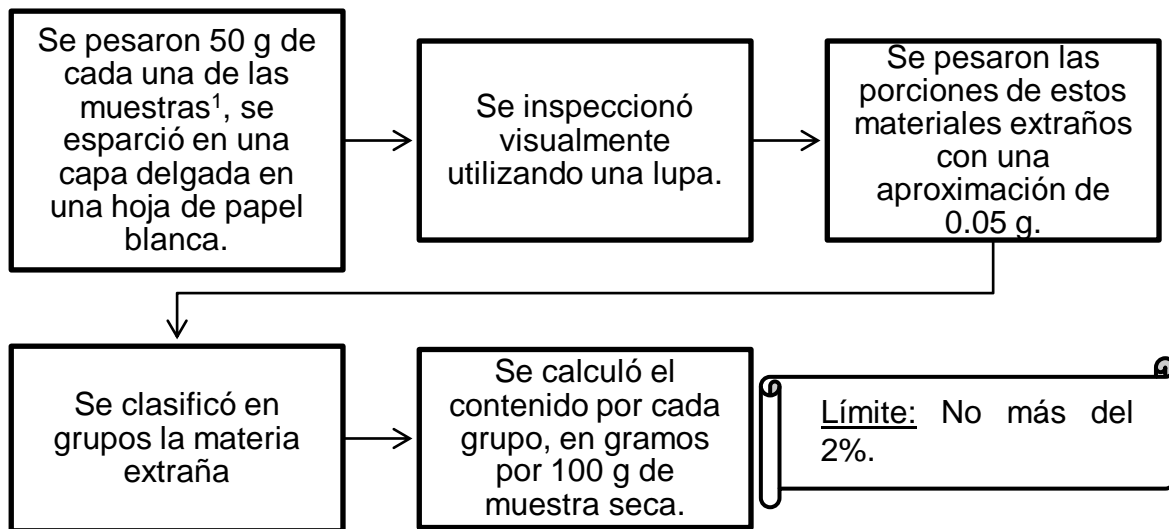 Se pesaron 50 g de
cada una de las
muestras¹, se
esparció en una
capa delgada en
una hoja de papel
blanca.
Se inspeccionó
visualmente
utilizando una lupa.
Se pesaron las
porciones de estos
materiales extraños
con una
aproximación de
0.05 g.
Se clasificó en
grupos la materia
extraña
Se calculó el
contenido por cada
grupo, en gramos
por 100 g de
muestra seca.
Límite: No más del
2%.